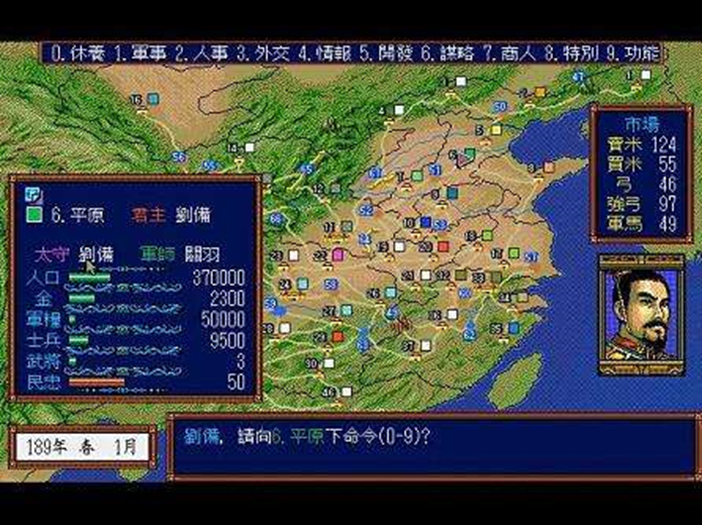 0.休養 1.軍事 2.人事 3.外交 4.情報 5.開發 6.謀略 7.商人 8.特別 9.功能
市場
賣米 124
買米 55
弓 46
強弓 97
軍馬 49
6.平原 君主 劉備
太守 劉備 軍師 關羽
人口 370000
金 2300
軍糧 50000
士兵 9500
武將 3
民忠 50
189年 春 1月
劉備, 請向6.平原下命令(0-9)?